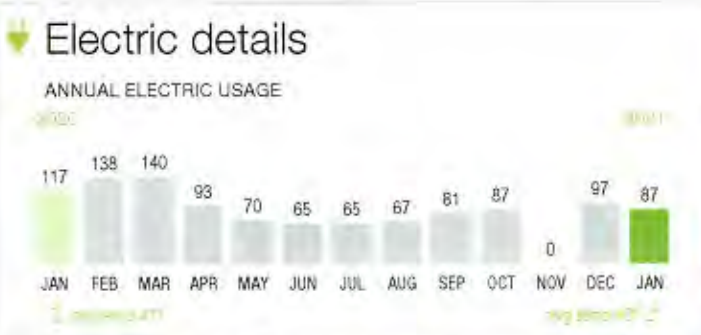 Electric details
ANNUAL ELECTRIC USAGE
117 138 140 93 70 65 65 67 81 87 0 97 87
JAN FEB MAR APR MAY JUN JUL AUG SEP OCT NOV DEC JAN